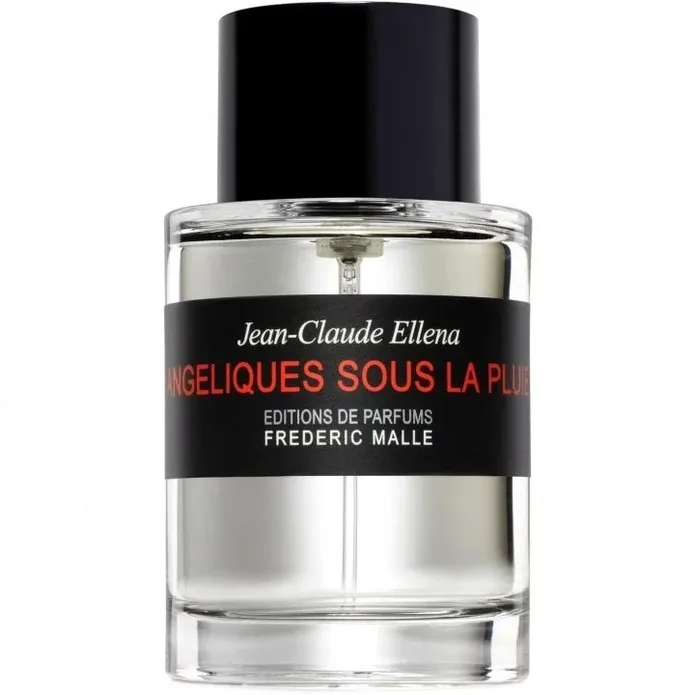 Jean-Claude Ellena
ANGELIQUES SOUS LA PLUIE
EDITIONS DE PARFUMS
FREDERIC MALLE